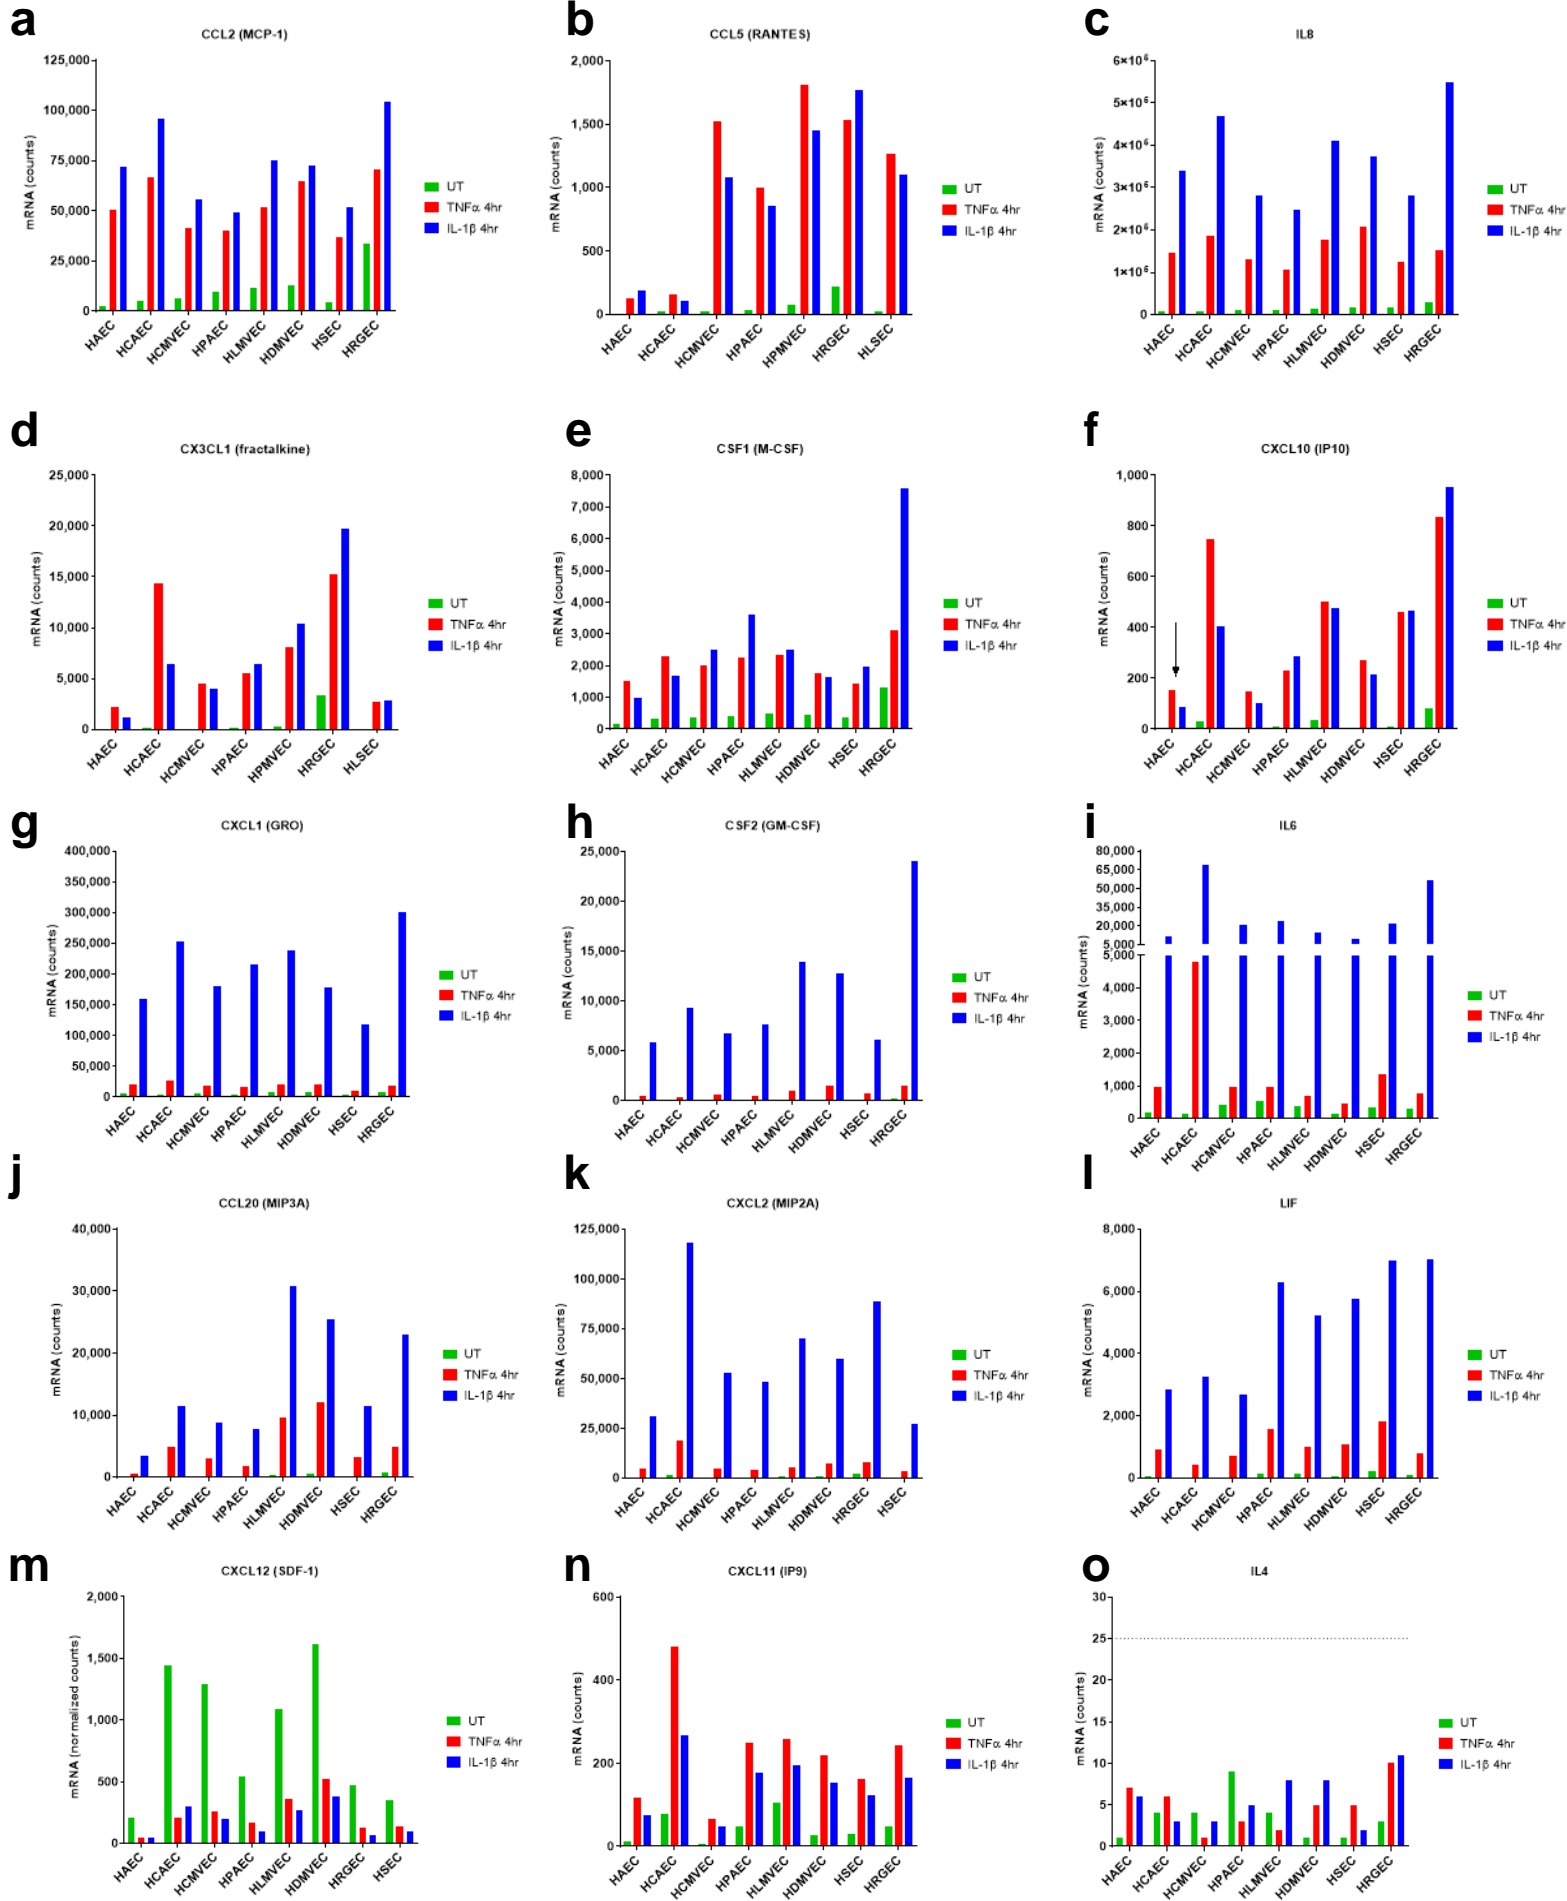 a
CCL2 (MCP-1)
125,000
100,000
75,000
50,000
25,000
0
mRNA (counts)
HAEC
HCAEC
HCMVEC
HPAEC
HLMVEC
HDMVEC
HSEC
HRGEC
UT
TNFα 4hr
IL-1β 4hr
b
CCL5 (RANTES)
2,000
1,500
1,000
500
0
mRNA (counts)
HAEC
HCAEC
HCMVEC
HPAEC
HPMVEC
HRGEC
HLSEC
UT
TNFα 4hr
IL-1β 4hr
c
IL8
6×10⁶
5×10⁶
4×10⁶
3×10⁶
2×10⁶
1×10⁶
0
mRNA (counts)
HAEC
HCAEC
HCMVEC
HPAEC
HLMVEC
HDMVEC
HSEC
HRGEC
UT
TNFα 4hr
IL-1β 4hr
d
CX3CL1 (fractalkine)
25,000
20,000
15,000
10,000
5,000
0
mRNA (counts)
HAEC
HCAEC
HCMVEC
HPAEC
HPMVEC
HRGEC
HLSEC
UT
TNFα 4hr
IL-1β 4hr
e
CSF1 (M-CSF)
8,000
7,000
6,000
5,000
4,000
3,000
2,000
1,000
0
mRNA (counts)
HAEC
HCAEC
HCMVEC
HPAEC
HLMVEC
HDMVEC
HSEC
HRGEC
UT
TNFα 4hr
IL-1β 4hr
f
CXCL10 (IP10)
1,000
800
600
400
200
0
mRNA (counts)
HAEC
HCAEC
HCMVEC
HPAEC
HLMVEC
HDMVEC
HSEC
HRGEC
UT
TNFα 4hr
IL-1β 4hr
g
CXCL1 (GRO)
400,000
350,000
300,000
250,000
200,000
150,000
100,000
50,000
0
mRNA (counts)
HAEC
HCAEC
HCMVEC
HPAEC
HLMVEC
HDMVEC
HSEC
HRGEC
UT
TNFα 4hr
IL-1β 4hr
h
CSF2 (GM-CSF)
25,000
20,000
15,000
10,000
5,000
0
mRNA (counts)
HAEC
HCAEC
HCMVEC
HPAEC
HLMVEC
HDMVEC
HSEC
HRGEC
UT
TNFα 4hr
IL-1β 4hr
i
IL6
80,000
65,000
50,000
35,000
20,000
5,000
5,000
4,000
3,000
2,000
1,000
0
mRNA (counts)
HAEC
HCAEC
HCMVEC
HPAEC
HLMVEC
HDMVEC
HSEC
HRGEC
UT
TNFα 4hr
IL-1β 4hr
j
CCL20 (MIP3A)
40,000
30,000
20,000
10,000
0
mRNA (counts)
HAEC
HCAEC
HCMVEC
HPAEC
HLMVEC
HDMVEC
HSEC
HRGEC
UT
TNFα 4hr
IL-1β 4hr
k
CXCL2 (MIP2A)
125,000
100,000
75,000
50,000
25,000
0
mRNA (counts)
HAEC
HCAEC
HCMVEC
HPAEC
HLMVEC
HDMVEC
HRGEC
HSEC
UT
TNFα 4hr
IL-1β 4hr
l
LIF
8,000
6,000
4,000
2,000
0
mRNA (counts)
HAEC
HCAEC
HCMVEC
HPAEC
HLMVEC
HDMVEC
HSEC
HRGEC
UT
TNFα 4hr
IL-1β 4hr
m
CXCL12 (SDF-1)
2,000
1,500
1,000
500
0
mRNA (normalized counts)
HAEC
HCAEC
HCMVEC
HPAEC
HLMVEC
HDMVEC
HRGEC
HSEC
UT
TNFα 4hr
IL-1β 4hr
n
CXCL11 (IP9)
600
400
200
0
mRNA (counts)
HAEC
HCAEC
HCMVEC
HPAEC
HLMVEC
HDMVEC
HSEC
HRGEC
UT
TNFα 4hr
IL-1β 4hr
o
IL4
30
25
20
15
10
5
0
mRNA (counts)
HAEC
HCAEC
HCMVEC
HPAEC
HLMVEC
HDMVEC
HSEC
HRGEC
UT
TNFα 4hr
IL-1β 4hr